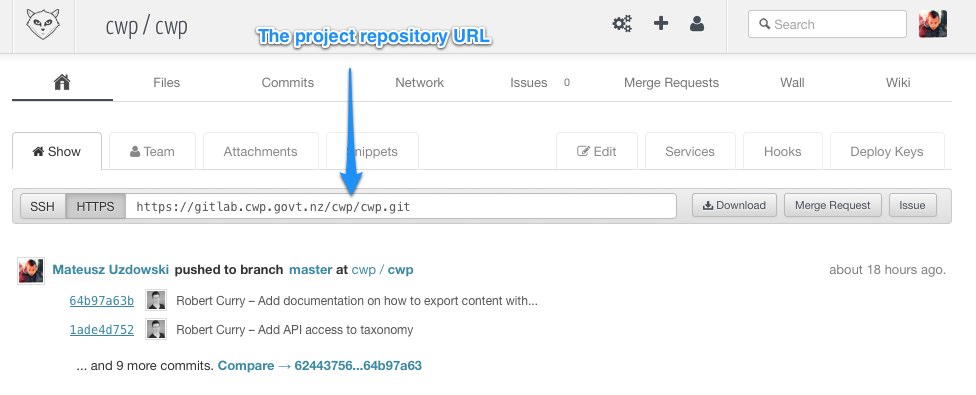 cwp / cwp
The project repository URL
Search
Files Commits Network Issues 0 Merge Requests Wall Wiki
Show Team Attachments Snippets Edit Services Hooks Deploy Keys
SSH HTTPS https://gitlab.cwp.govt.nz/cwp/cwp.git Download Merge Request Issue
Mateusz Uzdowski pushed to branch master at cwp / cwp about 18 hours ago.
64b97a63b Robert Curry – Add documentation on how to export content with...
1ade4d752 Robert Curry – Add API access to taxonomy
... and 9 more commits. Compare → 62443756...64b97a63